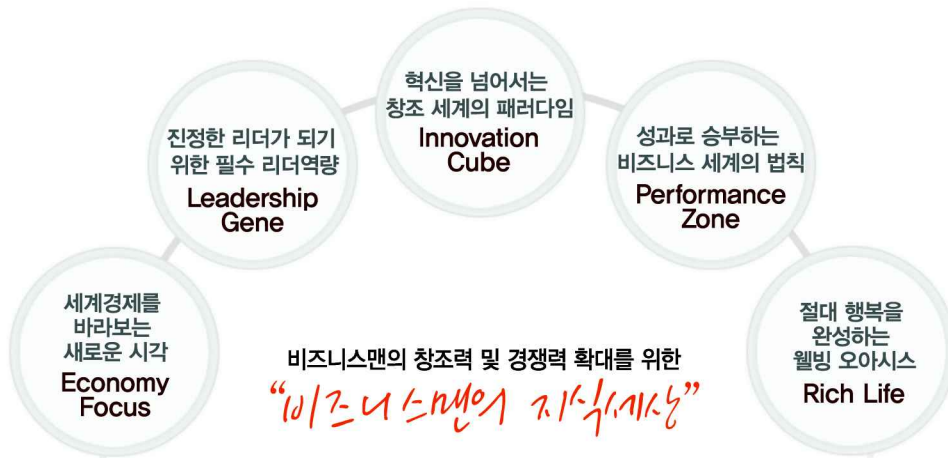 혁신을 넘어서는
창조 세계의 패러다임
Innovation
Cube
진정한 리더가 되기
위한 필수 리더역량
Leadership
Gene
성과로 승부하는
비즈니스 세계의 법칙
Performance
Zone
세계경제를
바라보는
새로운 시각
Economy
Focus
절대 행복을
완성하는
웰빙 오아시스
Rich Life
비즈니스맨의 창조력 및 경쟁력 확대를 위한
“비즈니스맨의 지식세상”